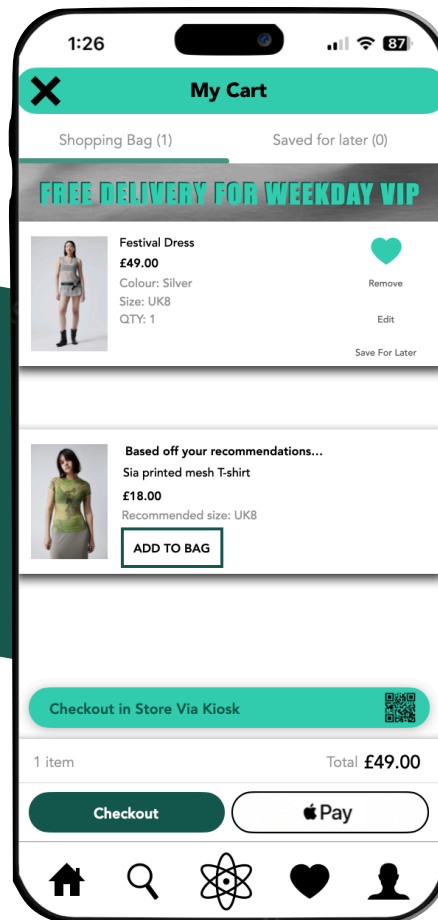 1:26
87
My Cart
Shopping Bag (1)
Saved for later (0)
FREE DELIVERY FOR WEEKDAY VIP
Festival Dress
£49.00
Colour: Silver
Size: UK8
QTY: 1
Remove
Edit
Save For Later
Based off your recommendations...
Sia printed mesh T-shirt
£18.00
Recommended size: UK8
ADD TO BAG
Checkout in Store Via Kiosk
1 item
Total £49.00
Checkout
Pay